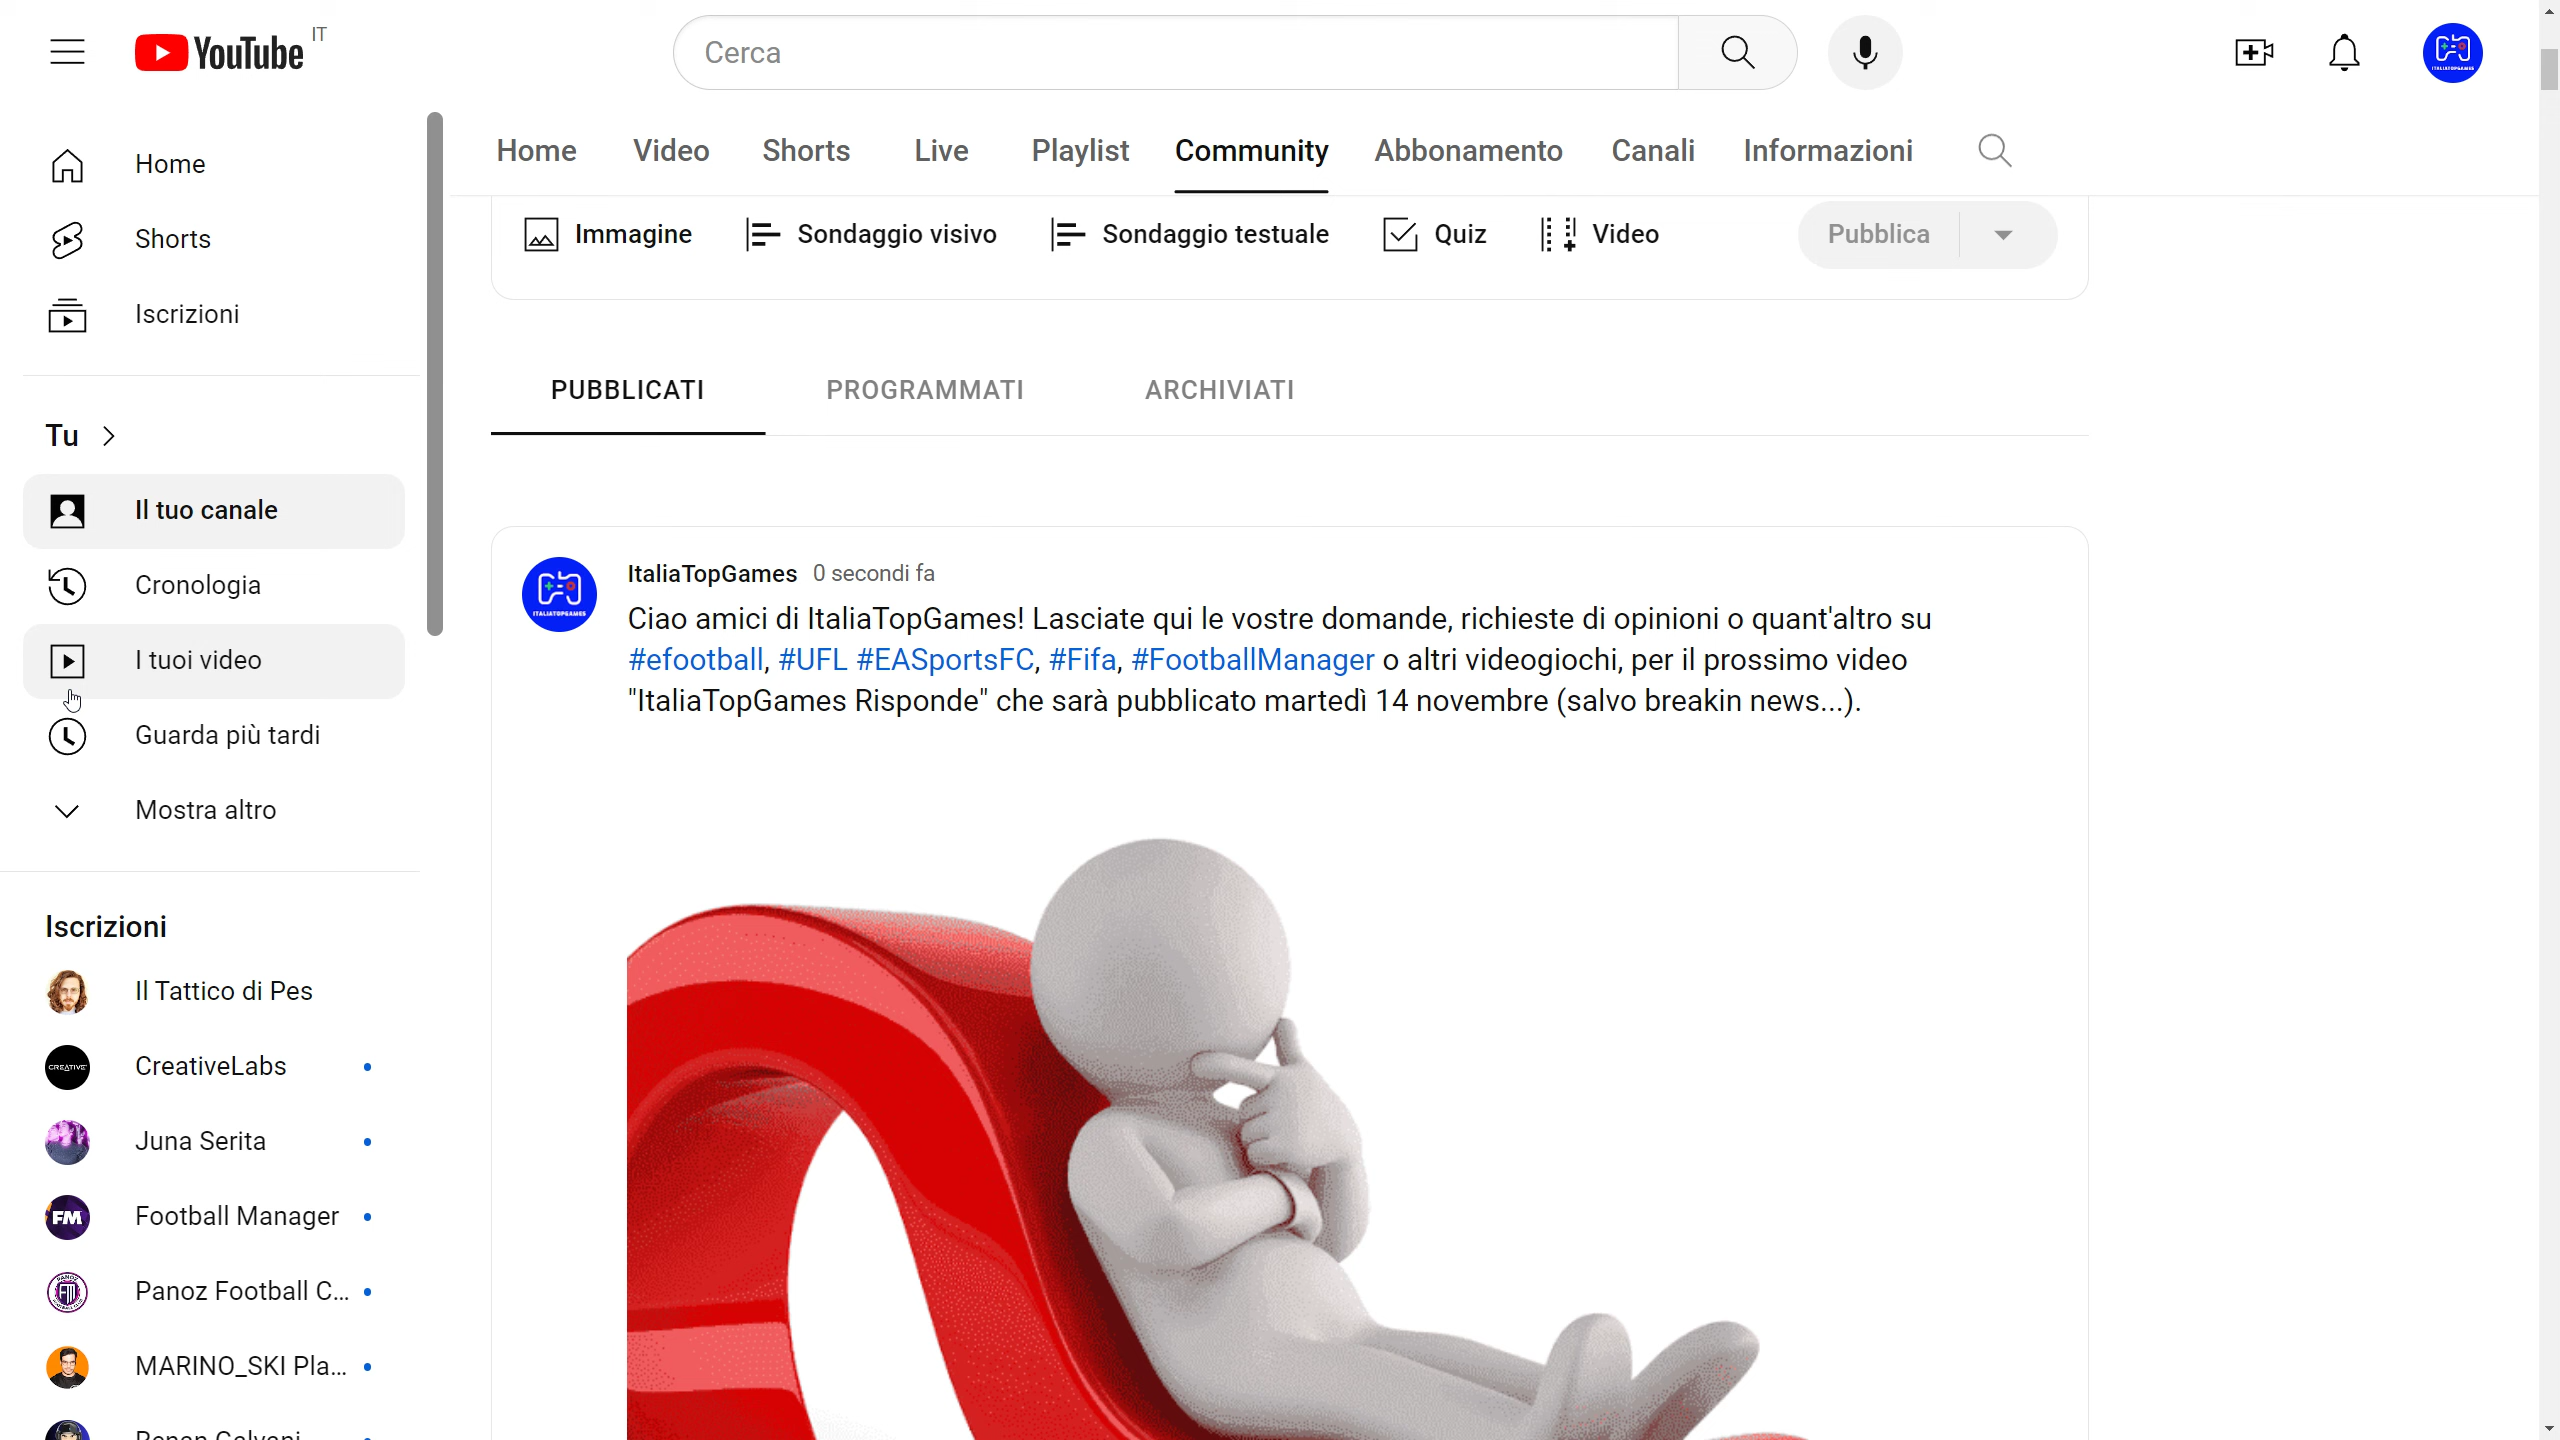 YouTube IT
Cerca
Home
Shorts
Iscrizioni
Tu
Il tuo canale
Cronologia
I tuoi video
Guarda più tardi
Mostra altro
Iscrizioni
Il Tattico di Pes
CreativeLabs
Juna Serita
Football Manager
Panoz Football C...
MARINO_SKI Pla...
Home Video Shorts Live Playlist Community Abbonamento Canali Informazioni
Immagine Sondaggio visivo Sondaggio testuale Quiz Video Pubblica
PUBBLICATI PROGRAMMATI ARCHIVIATI
ItaliaTopGames 0 secondi fa
Ciao amici di ItaliaTopGames! Lasciate qui le vostre domande, richieste di opinioni o quant'altro su
#efootball, #UFL #EASportsFC, #Fifa, #FootballManager o altri videogiochi, per il prossimo video
"ItaliaTopGames Risponde" che sarà pubblicato martedì 14 novembre (salvo breakin news...).
ITALIATOPGAMES
ITALIATOPGAMES
CREATIVE
FM